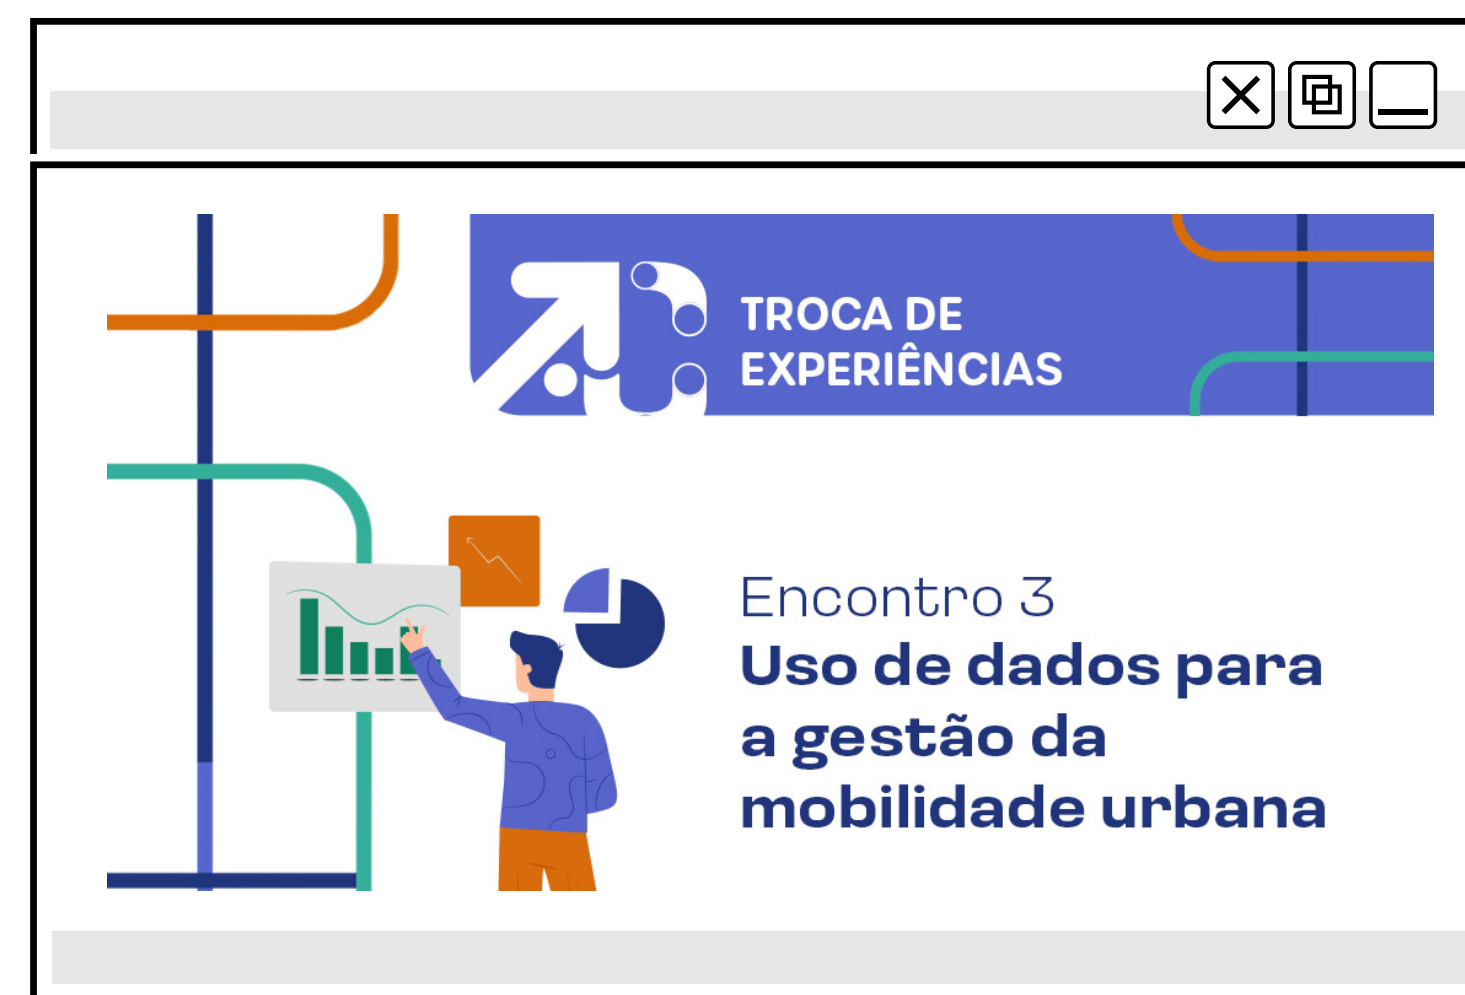 TROCA DE
EXPERIÊNCIAS
Encontro 3
Uso de dados para
a gestão da
mobilidade urbana